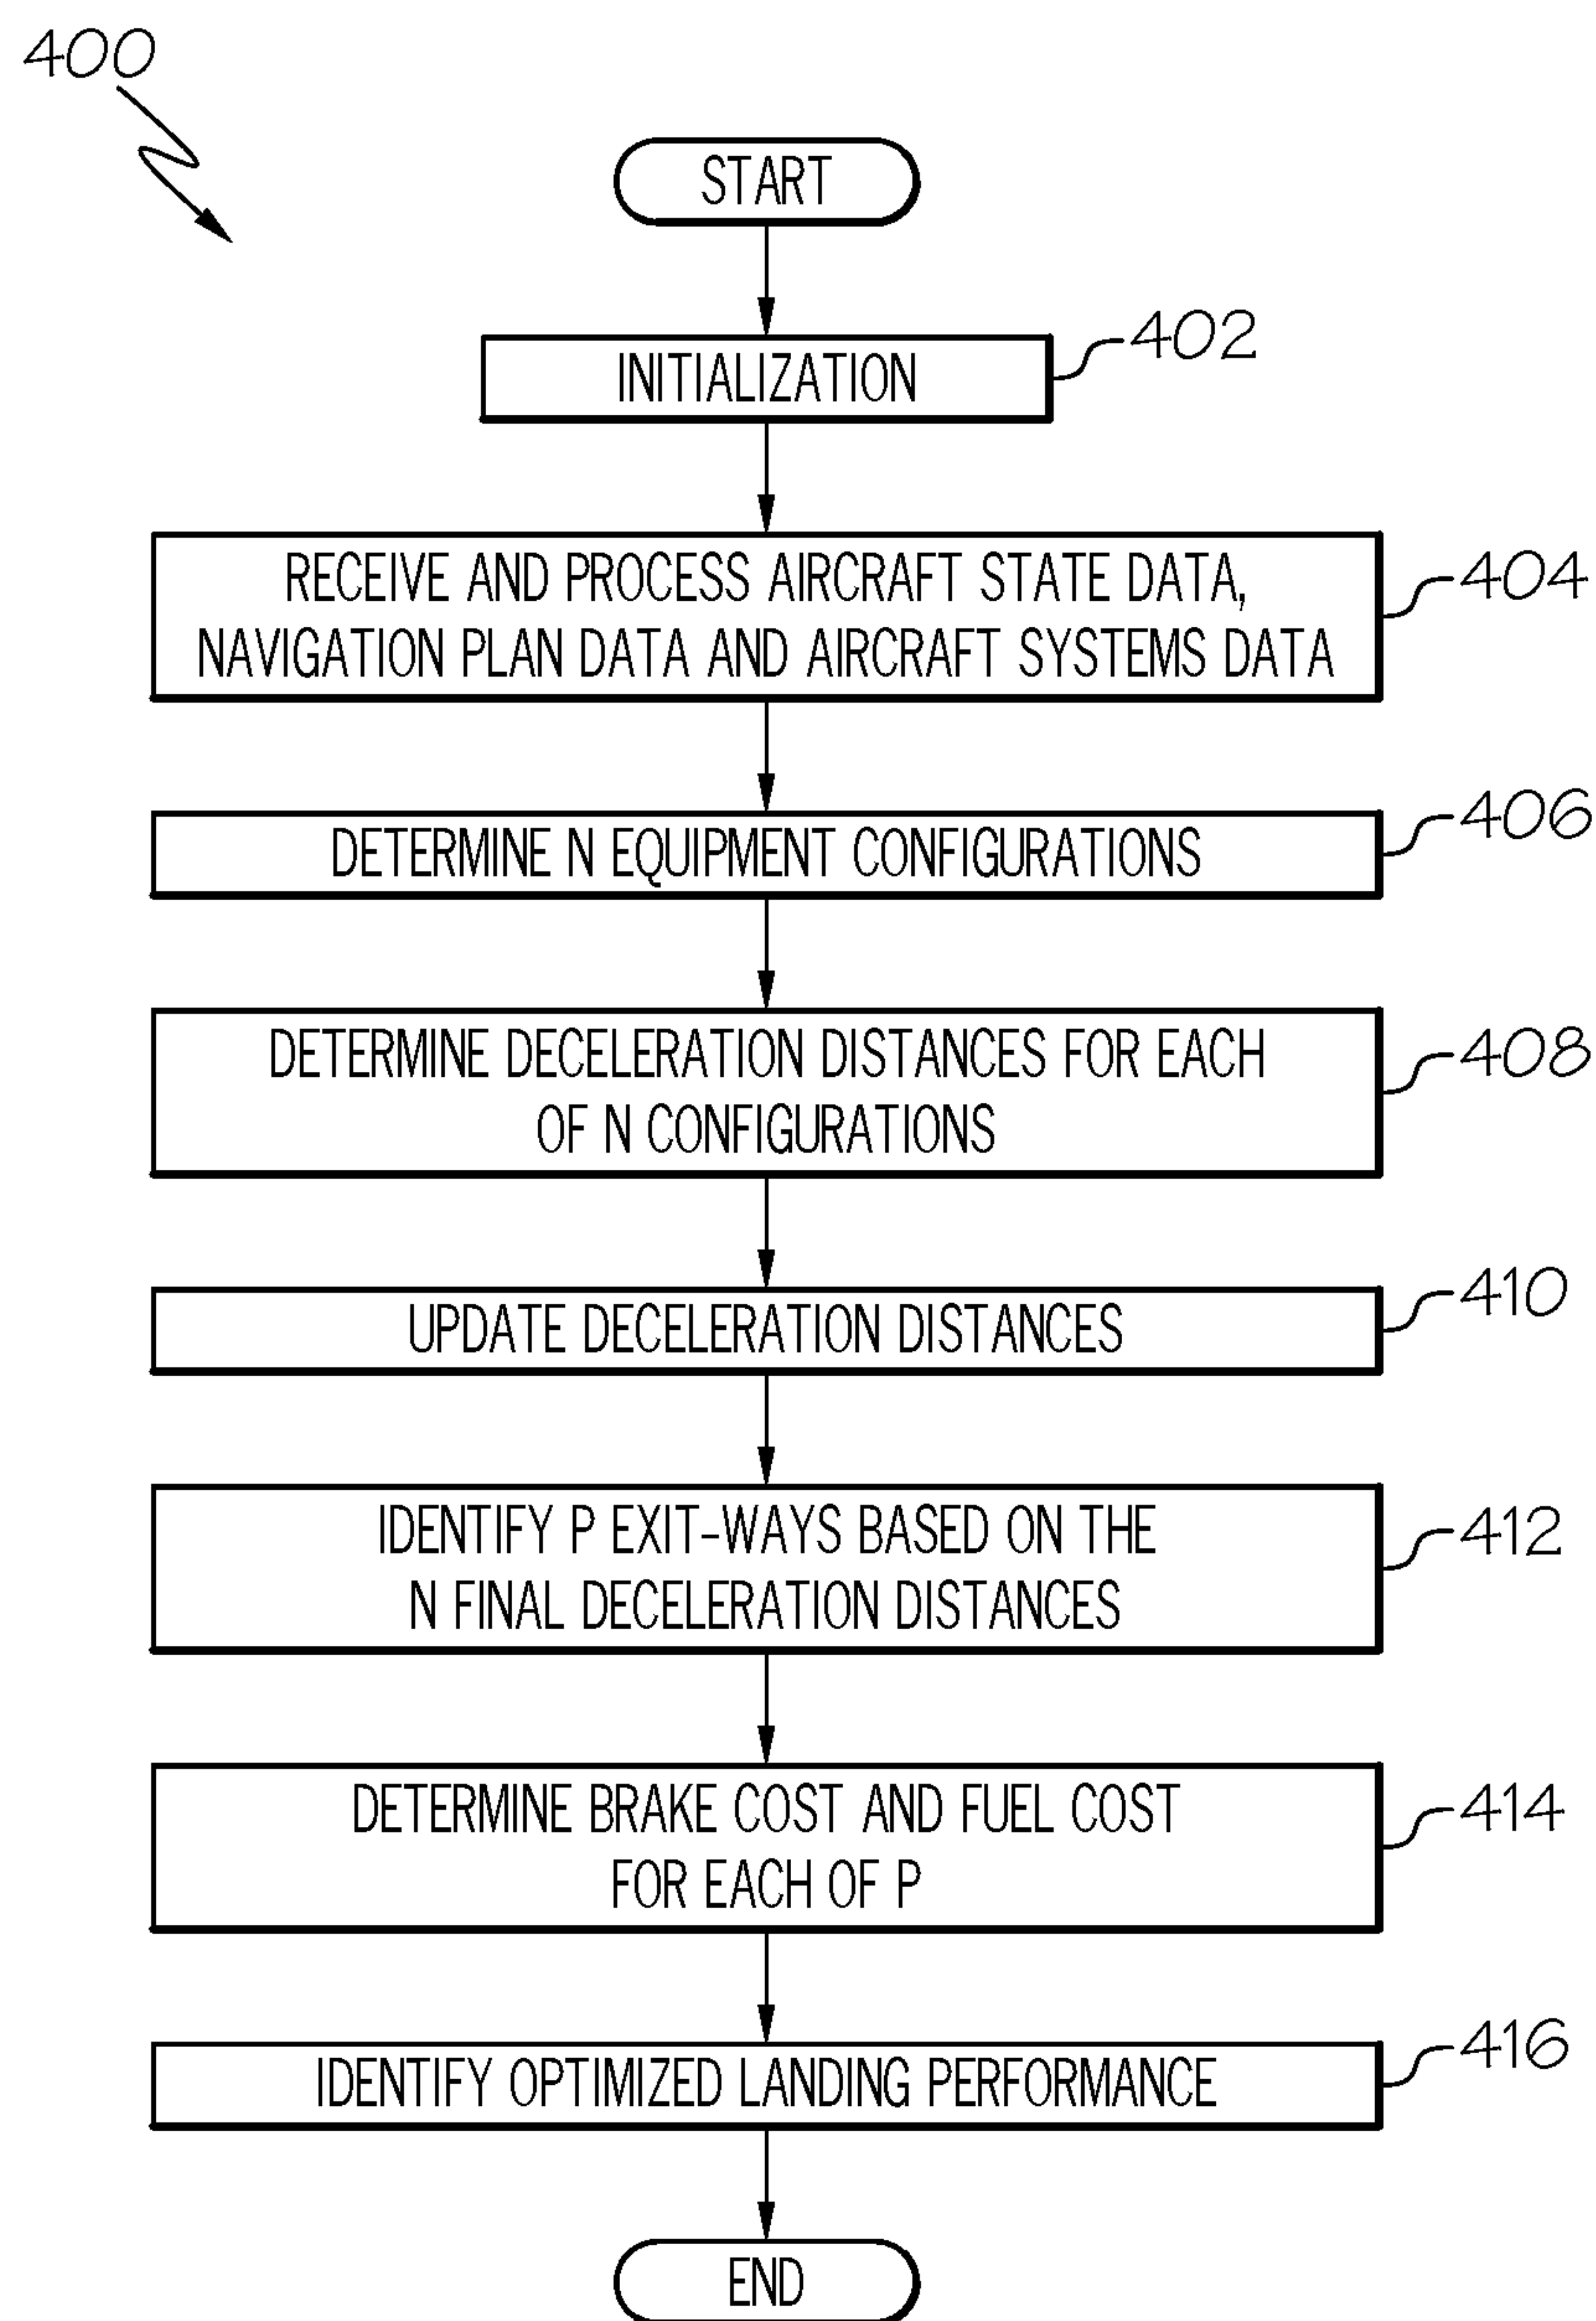 400
START
INITIALIZATION
402
RECEIVE AND PROCESS AIRCRAFT STATE DATA,
NAVIGATION PLAN DATA AND AIRCRAFT SYSTEMS DATA
404
DETERMINE N EQUIPMENT CONFIGURATIONS
406
DETERMINE DECELERATION DISTANCES FOR EACH
OF N CONFIGURATIONS
408
UPDATE DECELERATION DISTANCES
410
IDENTIFY P EXIT-WAYS BASED ON THE
N FINAL DECELERATION DISTANCES
412
DETERMINE BRAKE COST AND FUEL COST
FOR EACH OF P
414
IDENTIFY OPTIMIZED LANDING PERFORMANCE
416
END